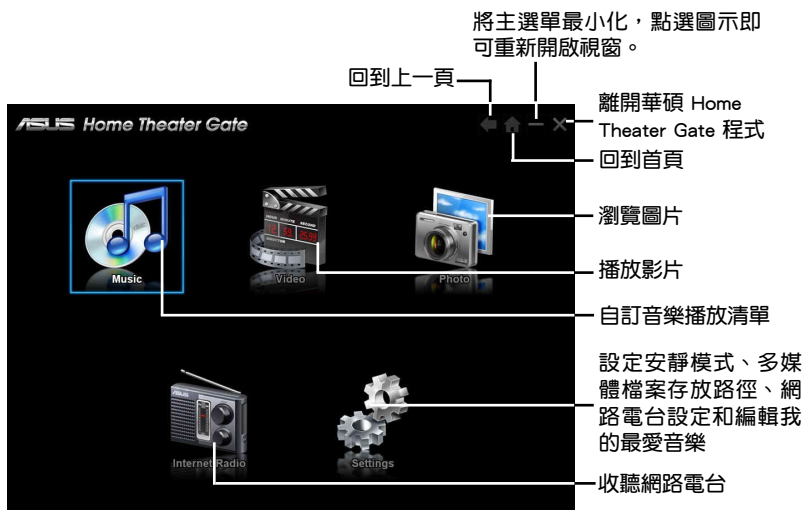 將主選單最小化，點選圖示即
可重新開啟視窗。
回到上一頁
離開華碩 Home
Theater Gate 程式
ASUS Home Theater Gate
回到首頁
瀏覽圖片
播放影片
Music
Video
Photo
自訂音樂播放清單
設定安靜模式、多媒
體檔案存放路徑、網
路電台設定和編輯我
的最愛音樂
Internet Radio
Settings
收聽網路電台